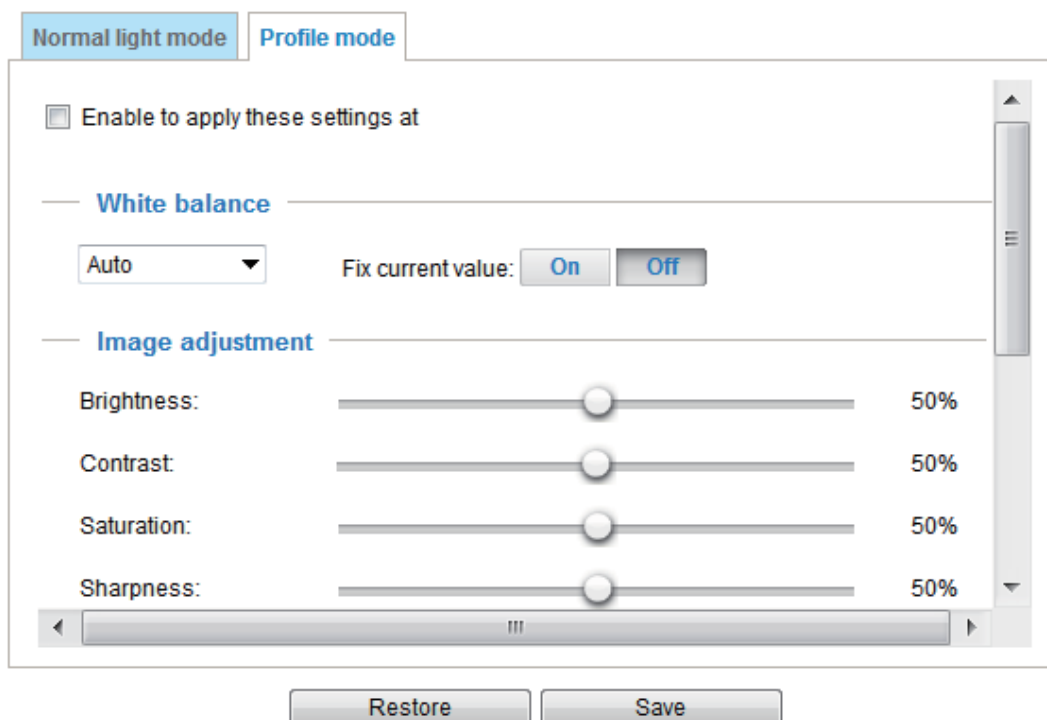 Normal light mode Profile mode
Enable to apply these settings at
White balance
Auto Fix current value: On Off
Image adjustment
Brightness: 50%
Contrast: 50%
Saturation: 50%
Sharpness: 50%
Restore Save